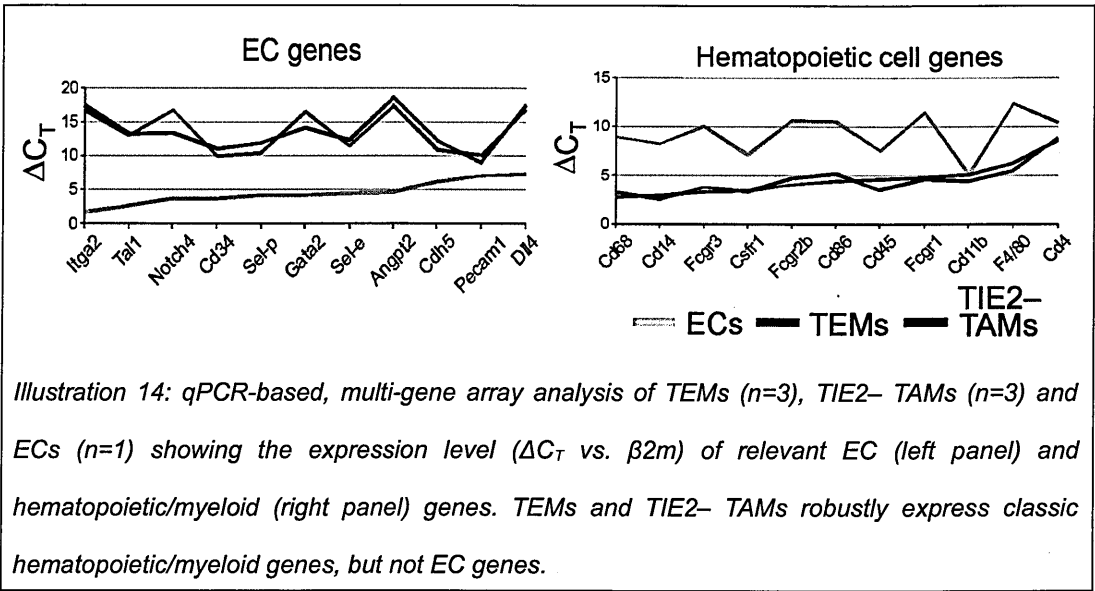 EC genes
20
15
10
5
0
ΔCT
Itga2
Tal1
Notch4
Cd34
Sel-p
Gata2
Sel-e
Angpt2
Cdh5
Pecam1
Dll4
Hematopoietic cell genes
15
10
5
0
ΔCT
Cd68
Cd14
Fcgr3
Csfr1
Fcgr2b
Cd86
Cd45
Fcgr1
Cd11b
F4/80
Cd4
ECs TEMs TIE2– TAMs
Illustration 14: qPCR-based, multi-gene array analysis of TEMs (n=3), TIE2– TAMs (n=3) and
ECs (n=1) showing the expression level (ΔCT vs. β2m) of relevant EC (left panel) and
hematopoietic/myeloid (right panel) genes. TEMs and TIE2– TAMs robustly express classic
hematopoietic/myeloid genes, but not EC genes.